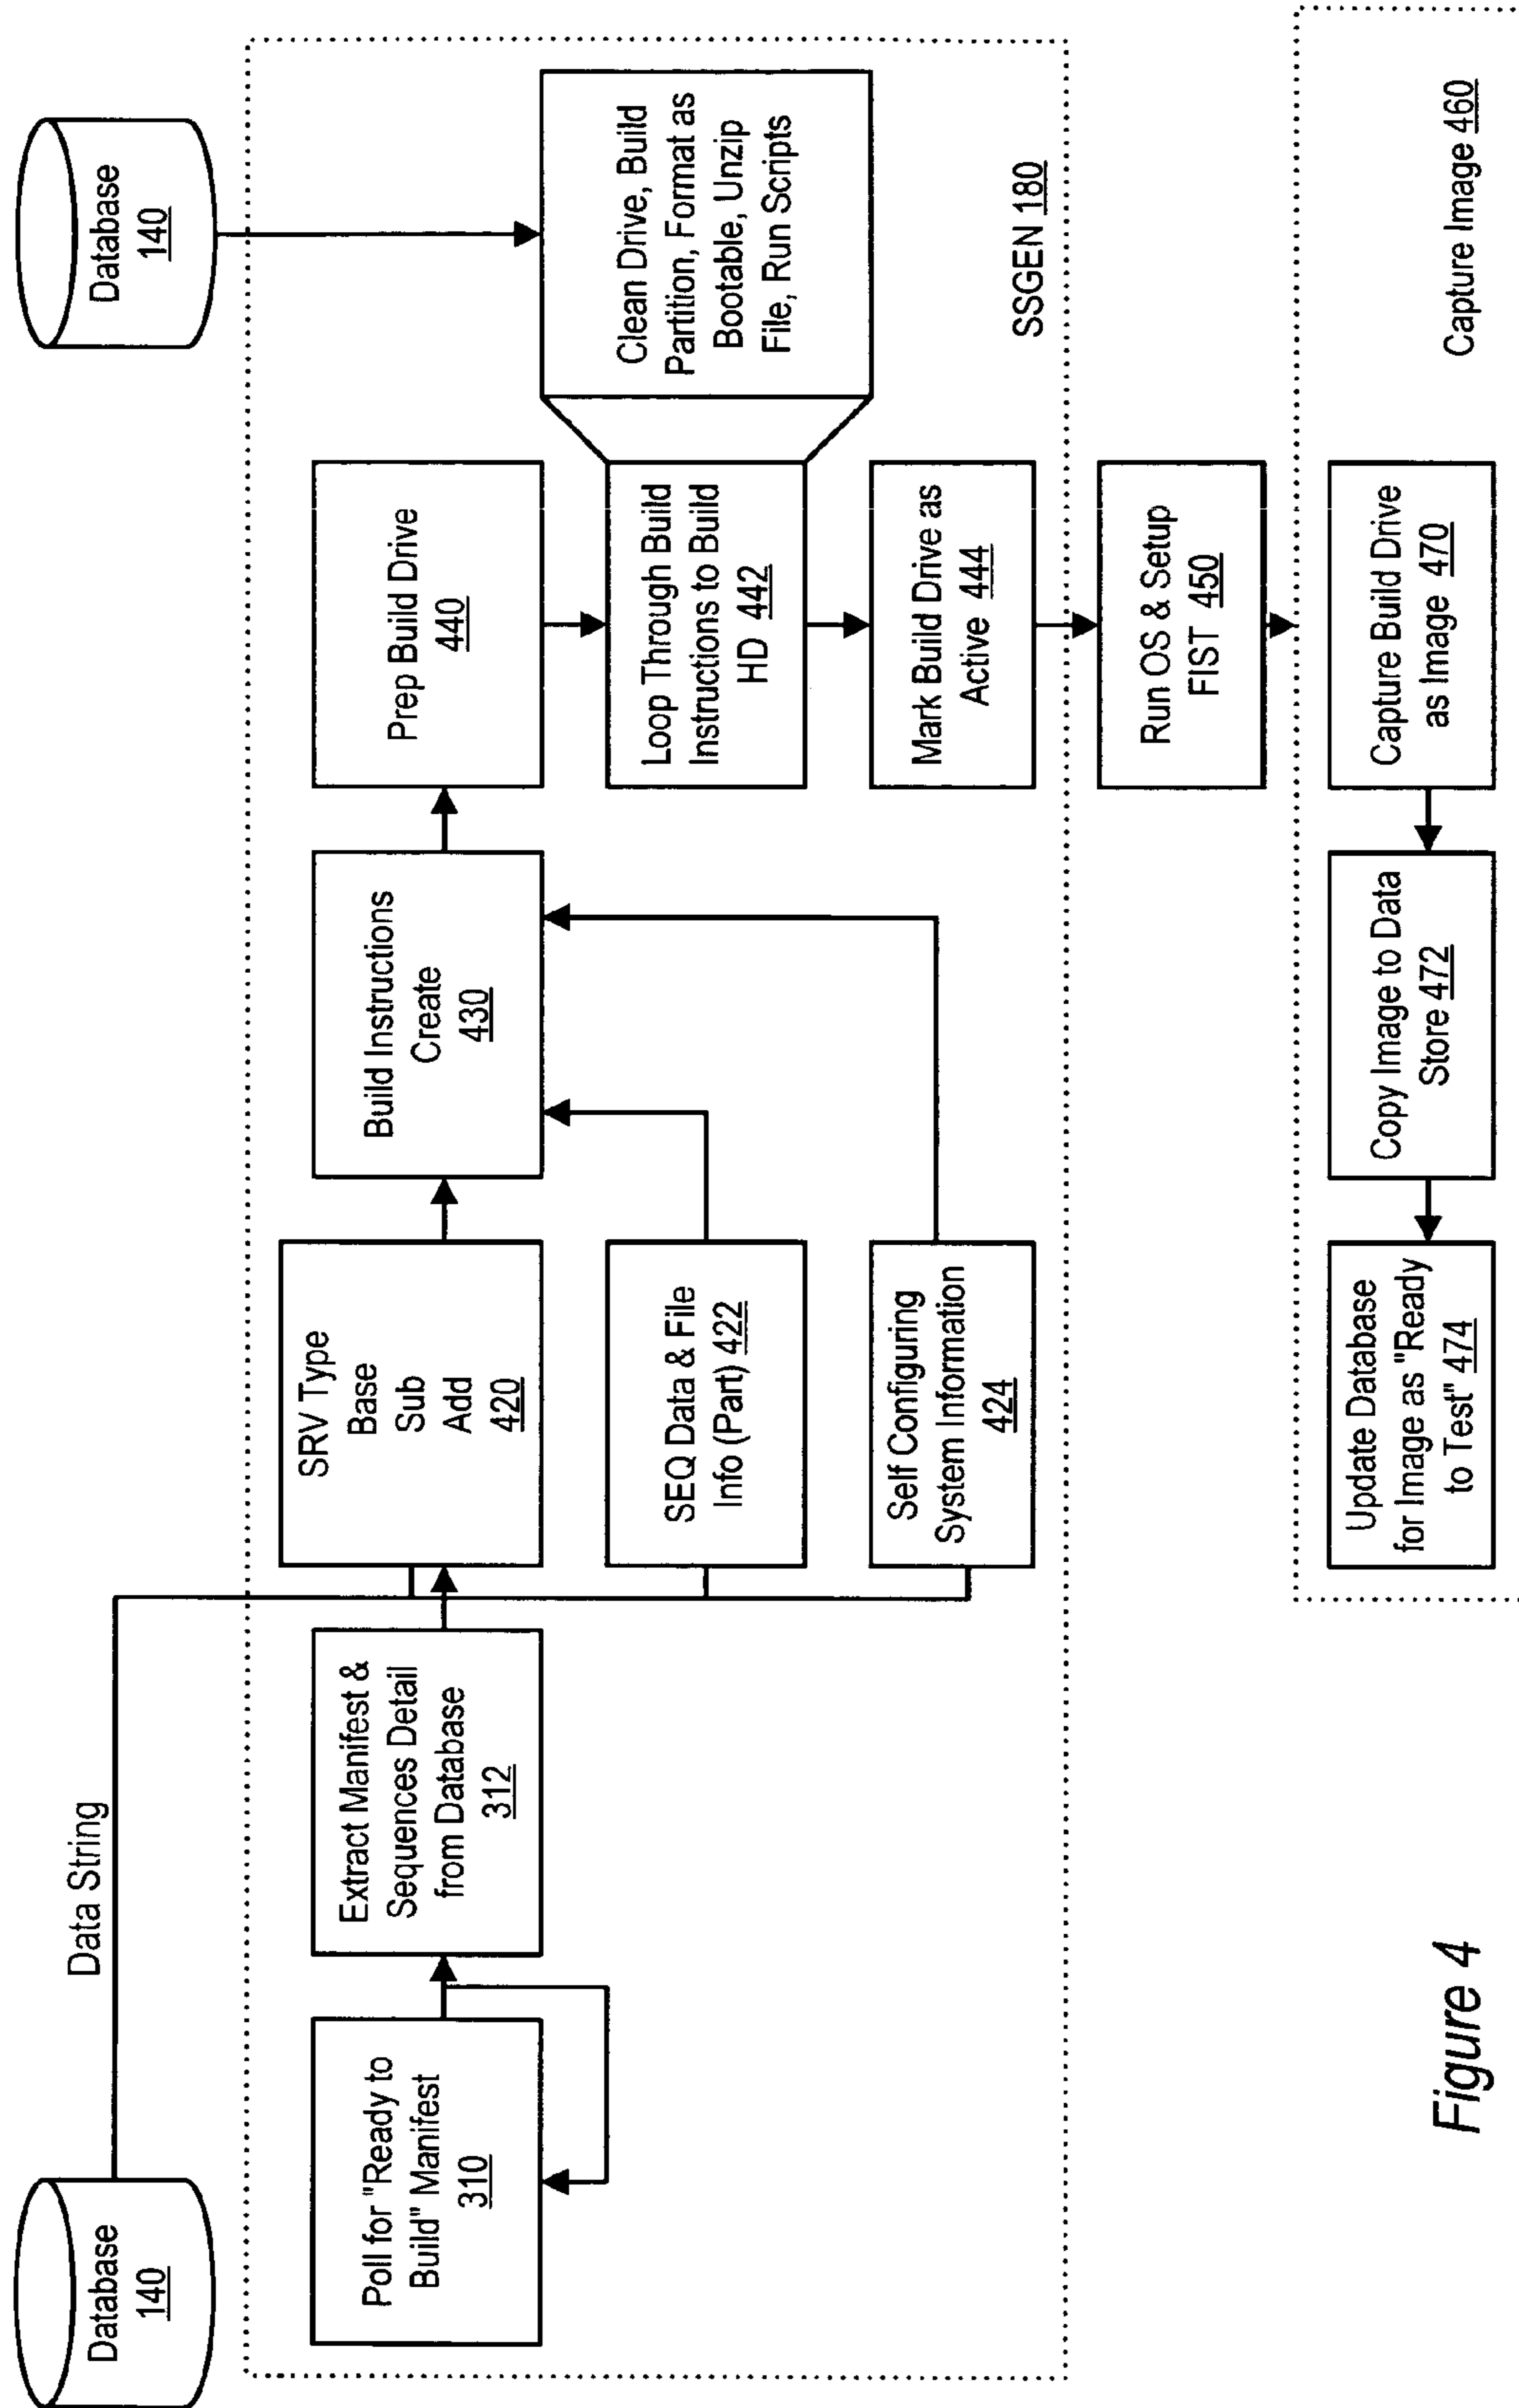 Database
140
Data String
Database
140
Poll for "Ready to
Build" Manifest
310
Extract Manifest &
Sequences Detail
from Database
312
SRV Type
Base
Sub
Add
420
SEQ Data & File
Info (Part) 422
Self Configuring
System Information
424
Build Instructions
Create
430
Prep Build Drive
440
Loop Through Build
Instructions to Build
HD 442
Clean Drive, Build
Partition, Format as
Bootable, Unzip
File, Run Scripts
Mark Build Drive as
Active 444
SSGEN 180
Run OS & Setup
FIST 450
Capture Image 460
Capture Build Drive
as Image 470
Copy Image to Data
Store 472
Update Database
for Image as "Ready
to Test" 474
Figure 4